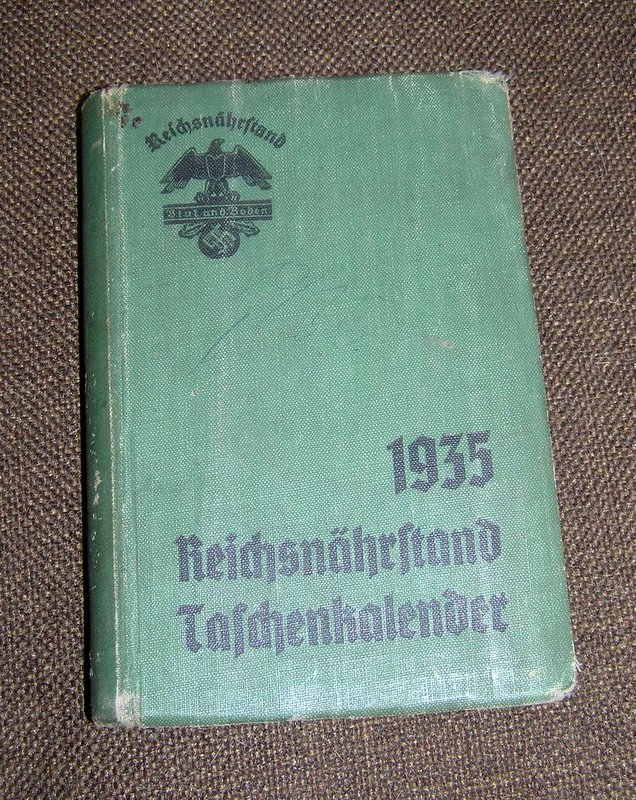 Reichsnährstand
Blut und Boden
1935
Reichsnährſtand
Taſchenkalender